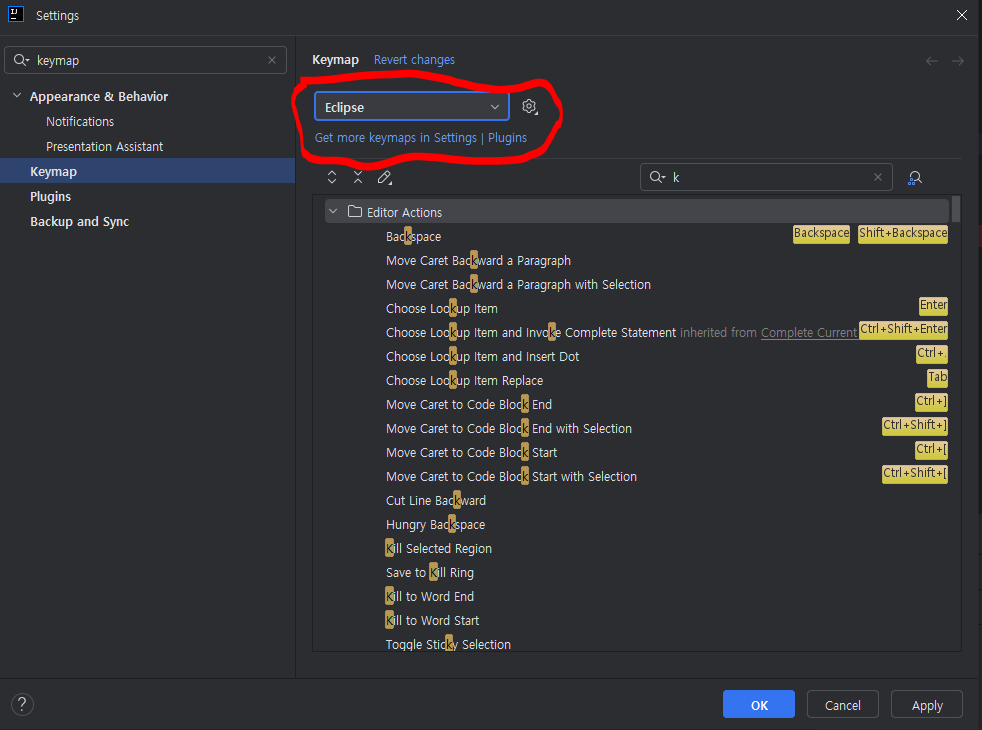 Settings
keymap
Appearance & Behavior
Notifications
Presentation Assistant
Keymap
Plugins
Backup and Sync
Keymap Revert changes
Eclipse
Get more keymaps in Settings | Plugins
k
Editor Actions
Backspace Backspace Shift+Backspace
Move Caret Backward a Paragraph
Move Caret Backward a Paragraph with Selection
Choose Lookup Item Enter
Choose Lookup Item and Invoke Complete Statement inherited from Complete Current Ctrl+Shift+Enter
Choose Lookup Item and Insert Dot Ctrl+.
Choose Lookup Item Replace Tab
Move Caret to Code Block End Ctrl+]
Move Caret to Code Block End with Selection Ctrl+Shift+]
Move Caret to Code Block Start Ctrl+[
Move Caret to Code Block Start with Selection Ctrl+Shift+[
Cut Line Backward
Hungry Backspace
Kill Selected Region
Save to Kill Ring
Kill to Word End
Kill to Word Start
Toggle Sticky Selection
? OK Cancel Apply